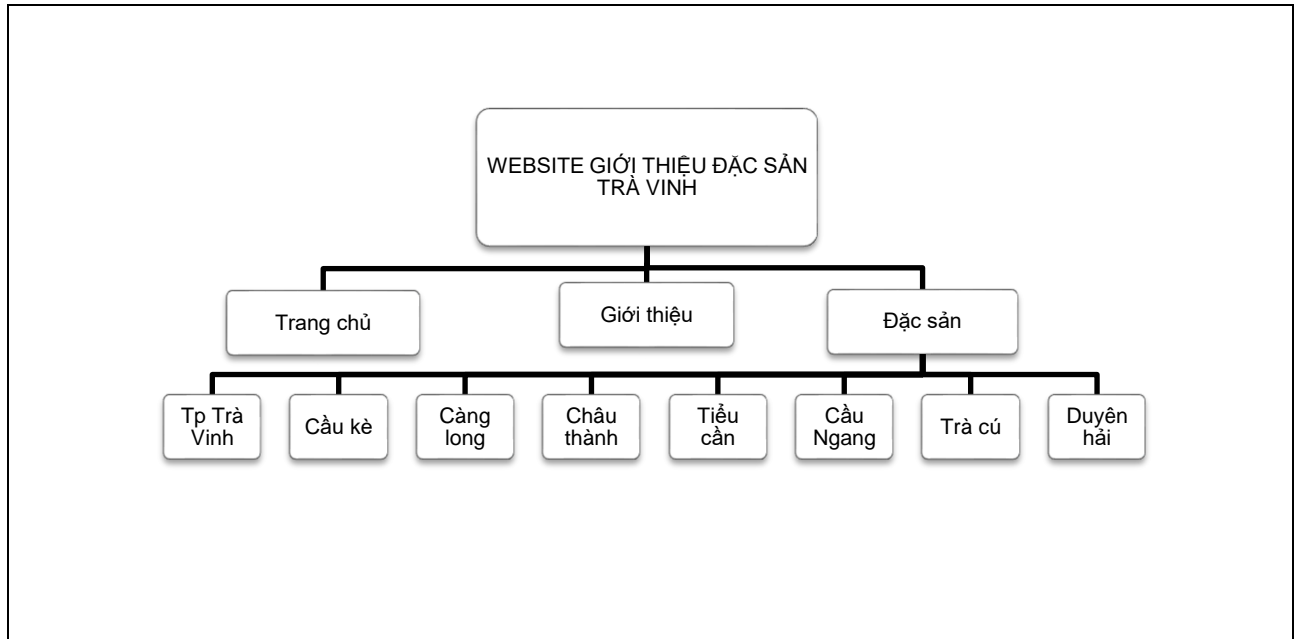 WEBSITE GIỚI THIỆU ĐẶC SẢN
TRÀ VINH
Trang chủ
Giới thiệu
Đặc sản
Tp Trà
Vinh
Cầu kè
Càng
long
Châu
thành
Tiểu
cần
Cầu
Ngang
Trà cú
Duyên
hải